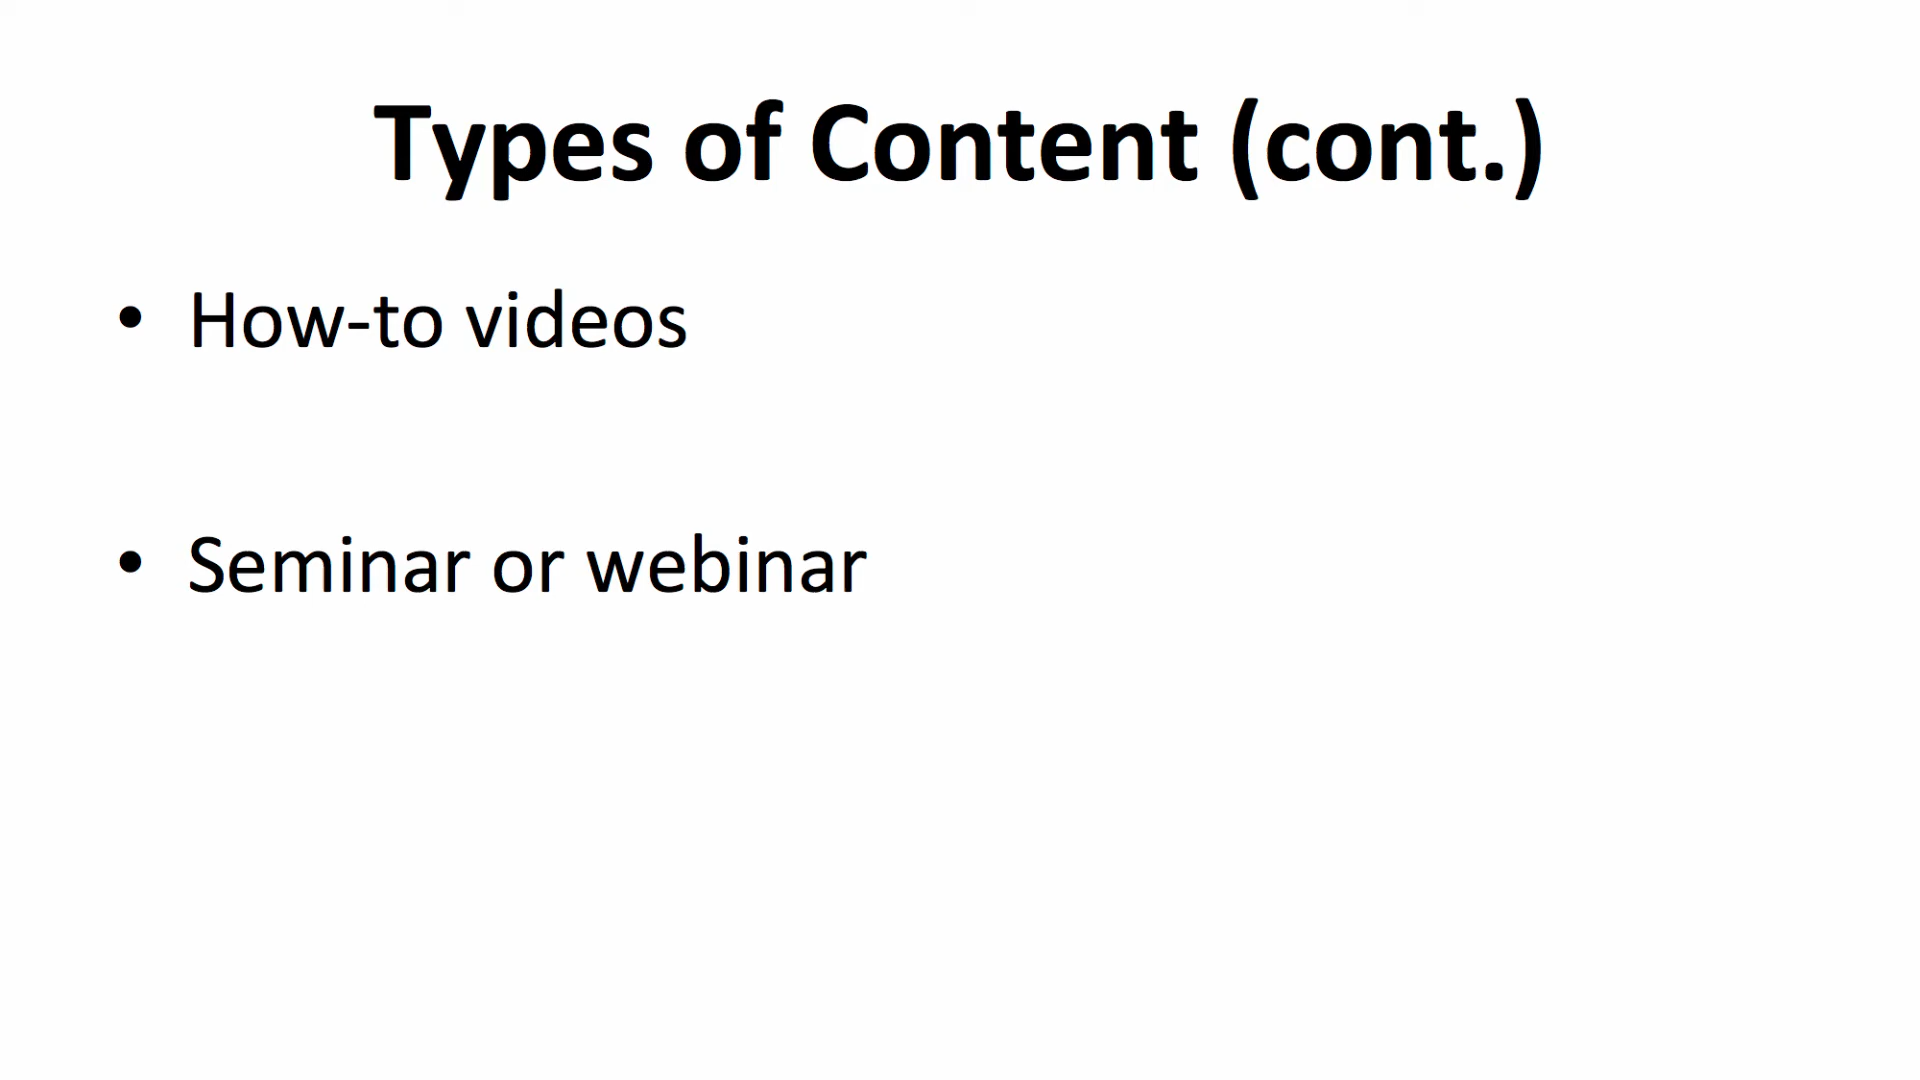 Types of Content (cont.)
• How-to videos
• Seminar or webinar